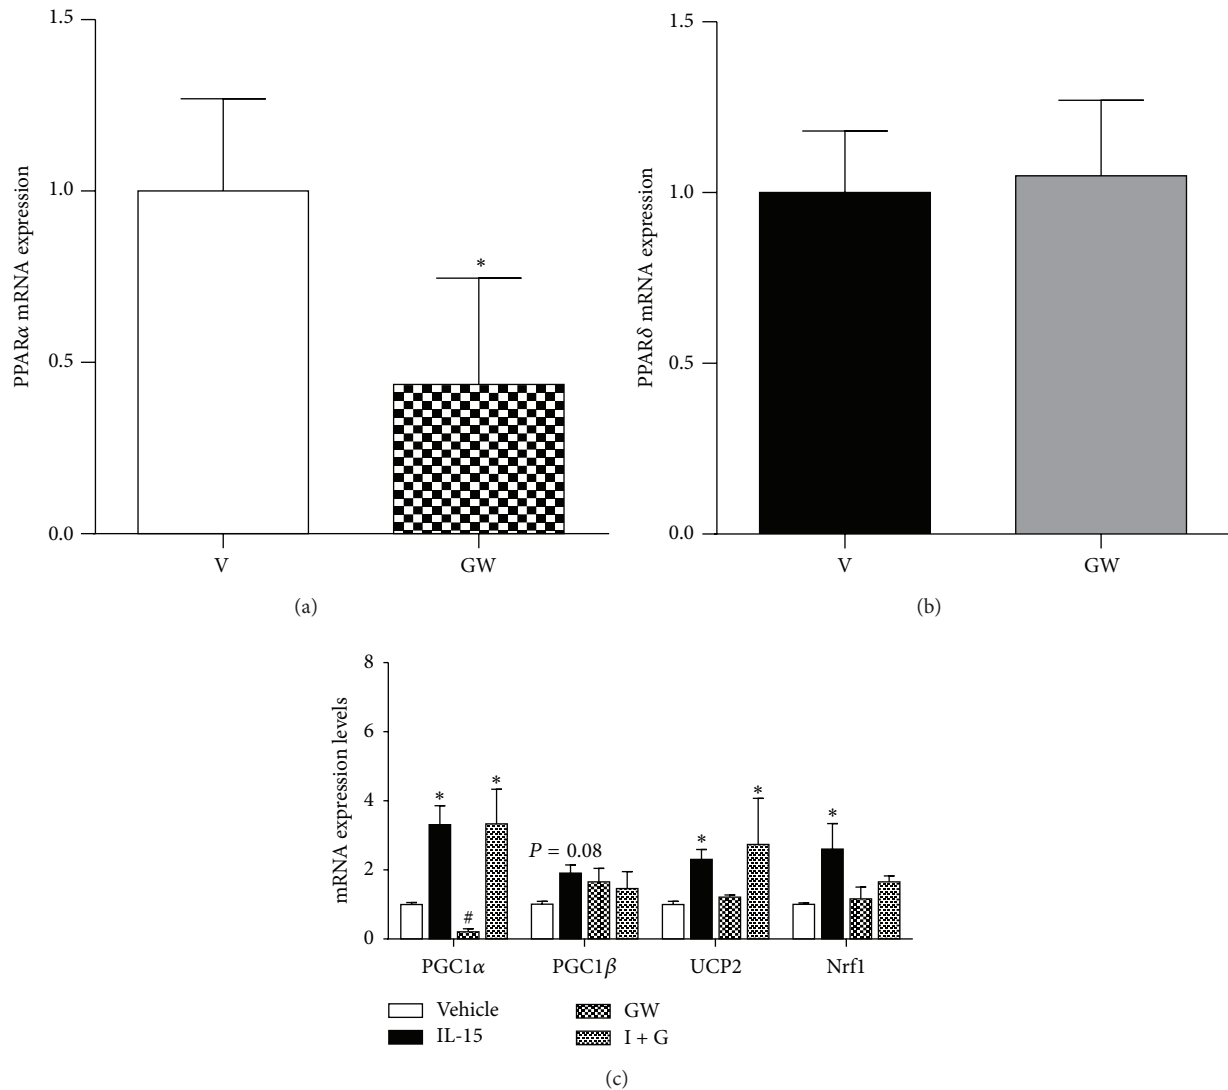 1.5
1.0
0.5
0.0
PPARα mRNA expression
*
V
GW
(a)
1.5
1.0
0.5
0.0
PPARδ mRNA expression
V
GW
(b)
8
6
4
2
0
mRNA expression levels
*
#
*
P = 0.08
*
*
*
PGC1α
PGC1β
UCP2
Nrf1
Vehicle
GW
IL-15
I + G
(c)